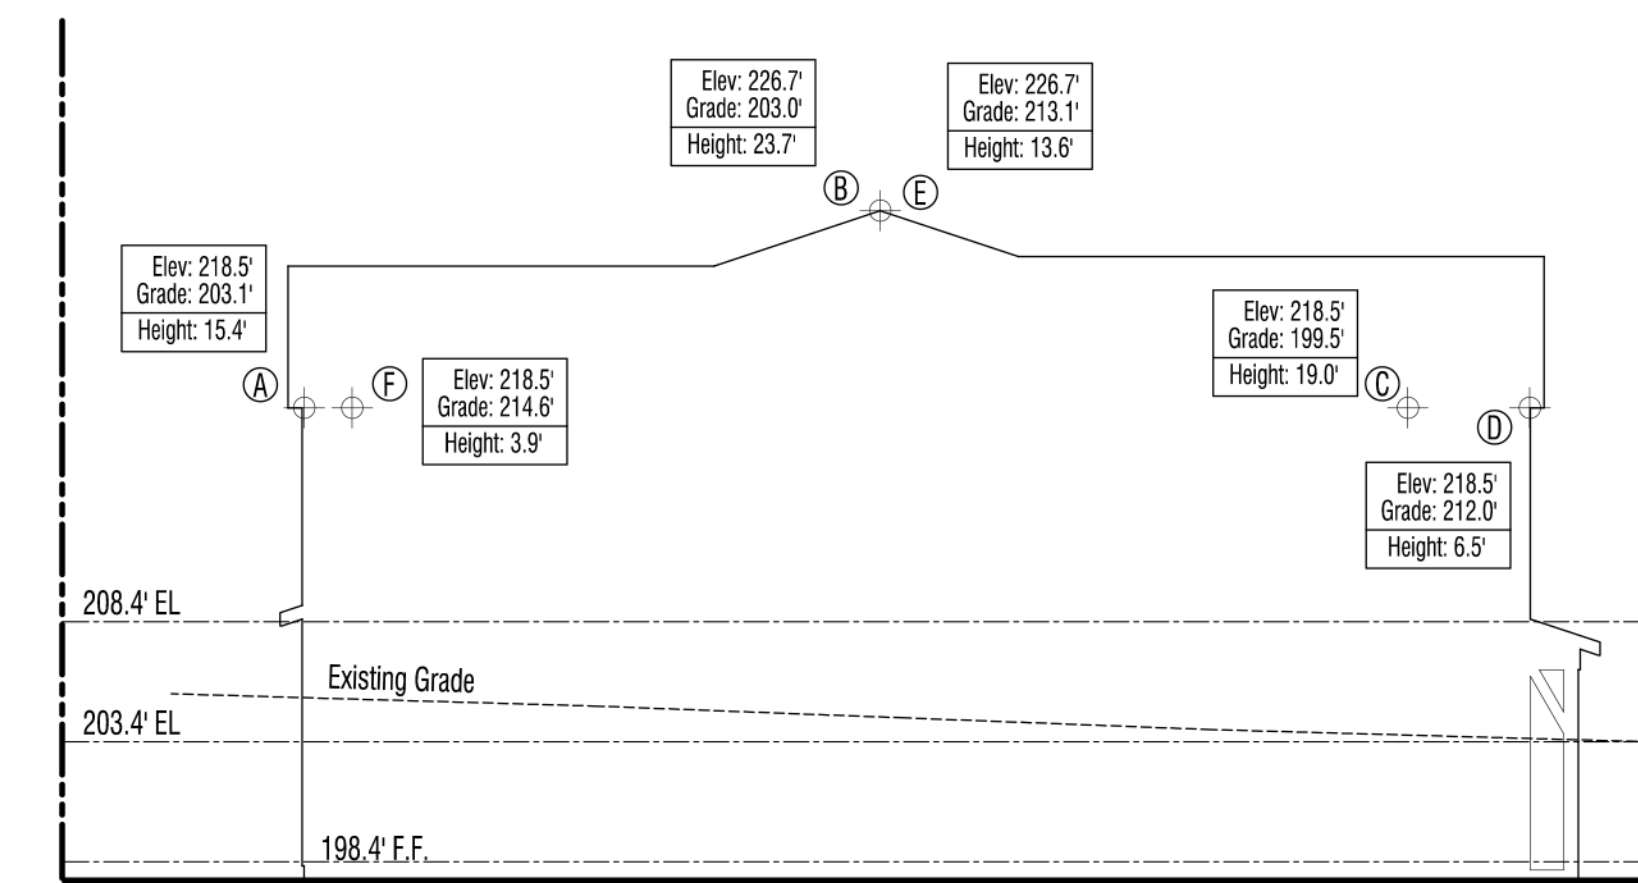 Elev: 226.7'
Grade: 203.0'
Height: 23.7'
Elev: 226.7'
Grade: 213.1'
Height: 13.6'
B
E
Elev: 218.5'
Grade: 203.1'
Height: 15.4'
A
F
Elev: 218.5'
Grade: 214.6'
Height: 3.9'
Elev: 218.5'
Grade: 199.5'
Height: 19.0'
C
D
Elev: 218.5'
Grade: 212.0'
Height: 6.5'
208.4' EL
Existing Grade
203.4' EL
198.4' F.F.